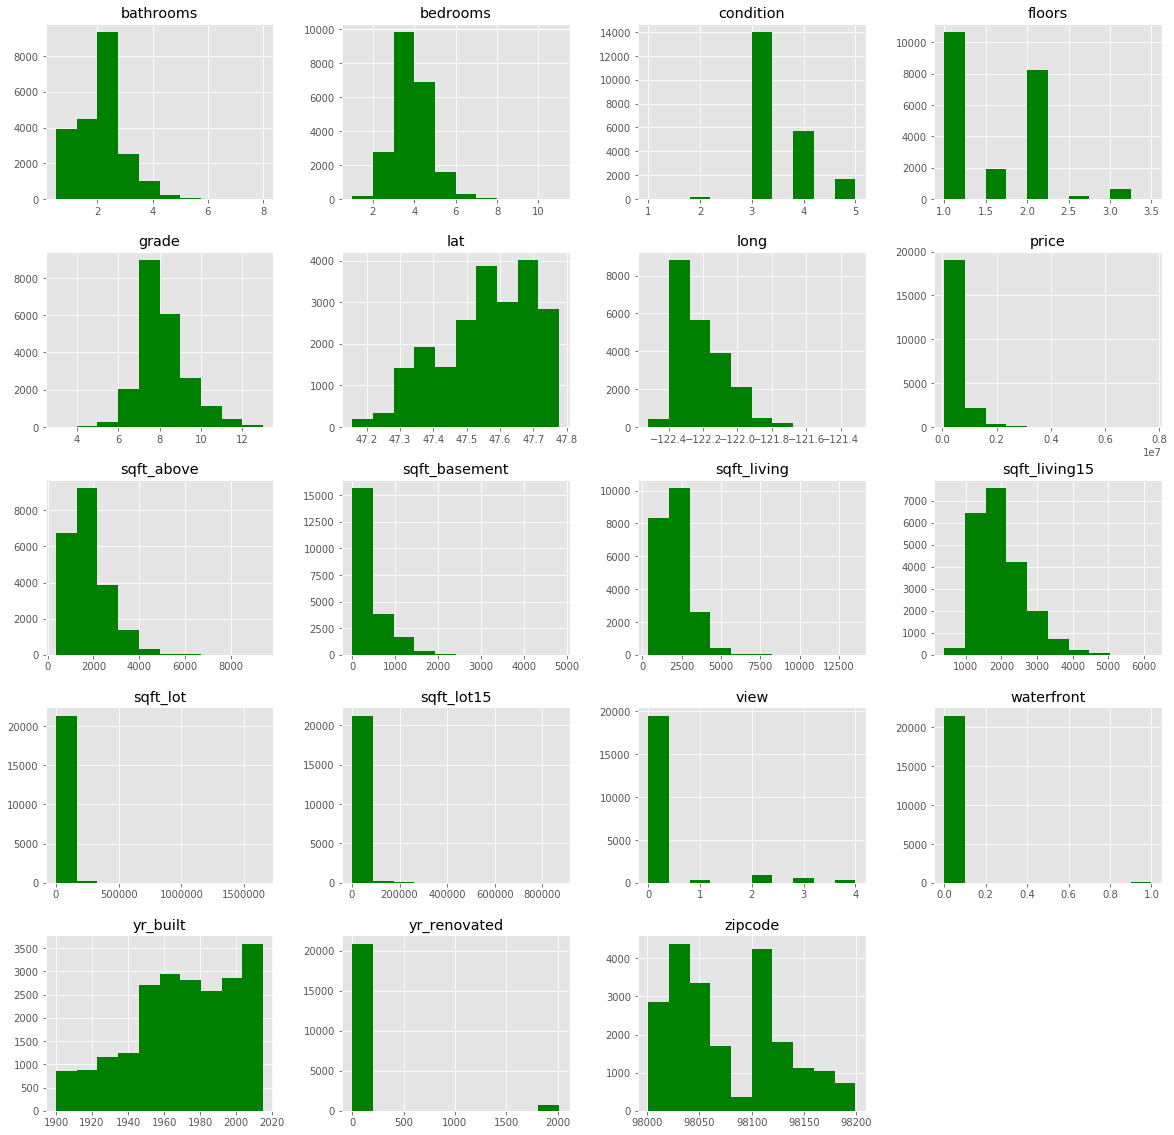 bathrooms
8000
6000
4000
2000
0
2 4 6 8
bedrooms
10000
8000
6000
4000
2000
0
2 4 6 8 10
condition
14000
12000
10000
8000
6000
4000
2000
0
1 2 3 4 5
floors
10000
8000
6000
4000
2000
0
1.0 1.5 2.0 2.5 3.0 3.5
grade
8000
6000
4000
2000
0
4 6 8 10 12
lat
4000
3000
2000
1000
0
47.2 47.3 47.4 47.5 47.6 47.7 47.8
long
8000
6000
4000
2000
0
−122.4 −122.2 −122.0 −121.8 −121.6 −121.4
price
20000
15000
10000
5000
0
0.0 0.2 0.4 0.6 0.8
1e7
sqft_above
8000
6000
4000
2000
0
0 2000 4000 6000 8000
sqft_basement
15000
12500
10000
7500
5000
2500
0
0 1000 2000 3000 4000 5000
sqft_living
10000
8000
6000
4000
2000
0
0 2500 5000 7500 10000 12500
sqft_living15
7000
6000
5000
4000
3000
2000
1000
0
1000 2000 3000 4000 5000 6000
sqft_lot
20000
15000
10000
5000
0
0 500000 1000000 1500000
sqft_lot15
20000
15000
10000
5000
0
0 200000 400000 600000 800000
view
20000
15000
10000
5000
0
0 1 2 3 4
waterfront
20000
15000
10000
5000
0
0.0 0.2 0.4 0.6 0.8 1.0
yr_built
3500
3000
2500
2000
1500
1000
500
0
1900 1920 1940 1960 1980 2000 2020
yr_renovated
20000
15000
10000
5000
0
0 500 1000 1500 2000
zipcode
4000
3000
2000
1000
0
98000 98050 98100 98150 98200